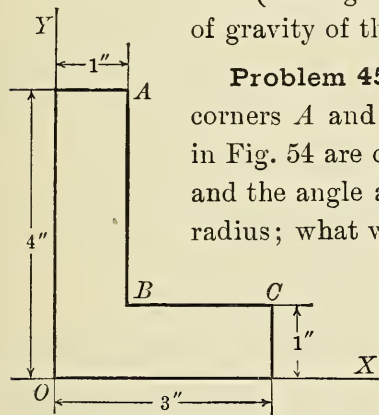 of gravity of th
Problem 45
corners A and
in Fig. 54 are c
and the angle a
radius; what w
Y
1″
A
4″
B
C
1″
O
X
3″